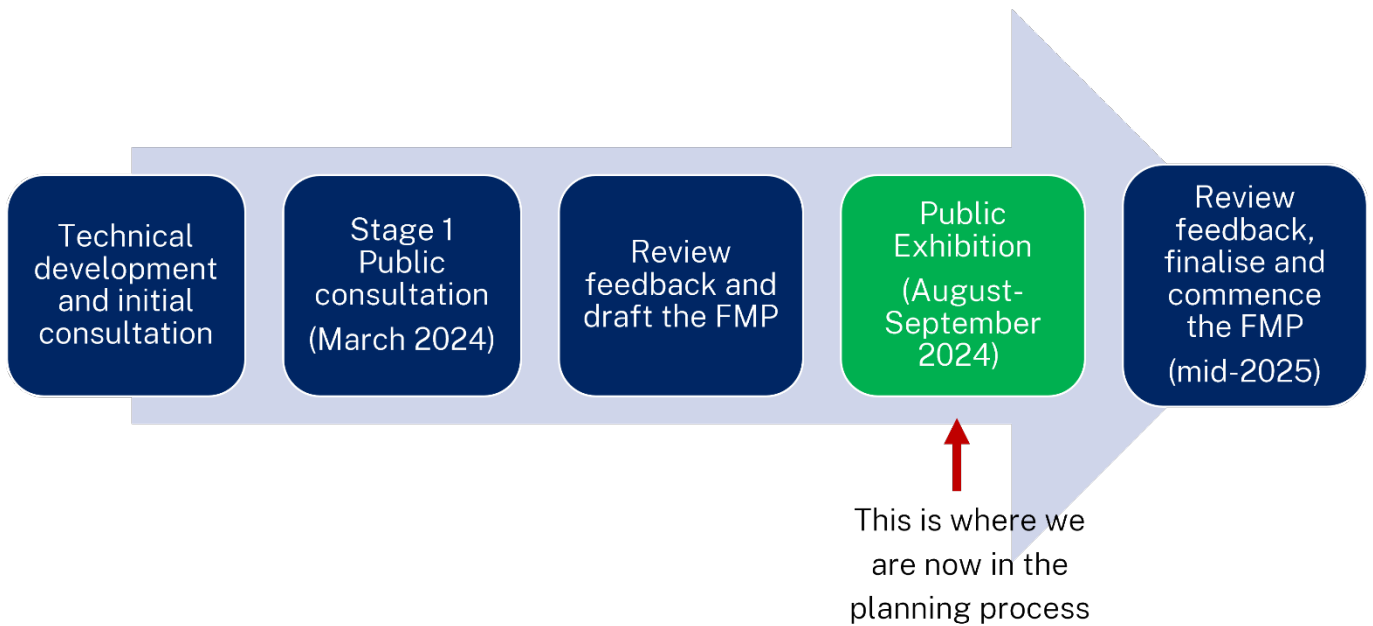 Technical
development
and initial
consultation
Stage 1
Public
consultation
(March 2024)
Review
feedback and
draft the FMP
Public
Exhibition
(August-
September
2024)
Review
feedback,
finalise and
commence
the FMP
(mid-2025)
This is where we
are now in the
planning process